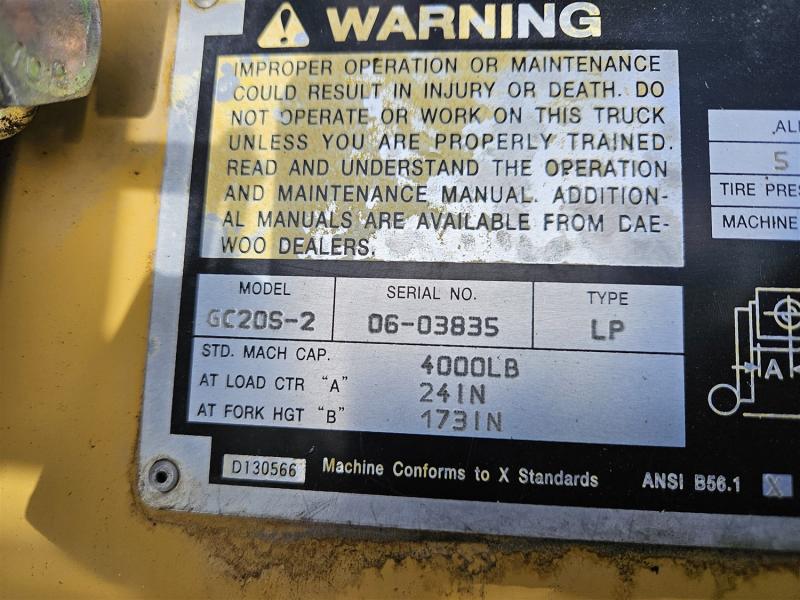 WARNING
IMPROPER OPERATION OR MAINTENANCE
COULD RESULT IN INJURY OR DEATH. DO
NOT OPERATE OR WORK ON THIS TRUCK
UNLESS YOU ARE PROPERLY TRAINED.
READ AND UNDERSTAND THE OPERATION
AND MAINTENANCE MANUAL. ADDITION-
AL MANUALS ARE AVAILABLE FROM DAE-
WOO DEALERS.
S
TIRE PRES
MACHINE
MODEL SERIAL NO. TYPE
GC20S-2 06-03835 LP
STD. MACH CAP. 4000LB
AT LOAD CTR "A" 24IN
AT FORK HGT "B" 173IN
A
D130566 Machine Conforms to X Standards ANSI B56.1 X